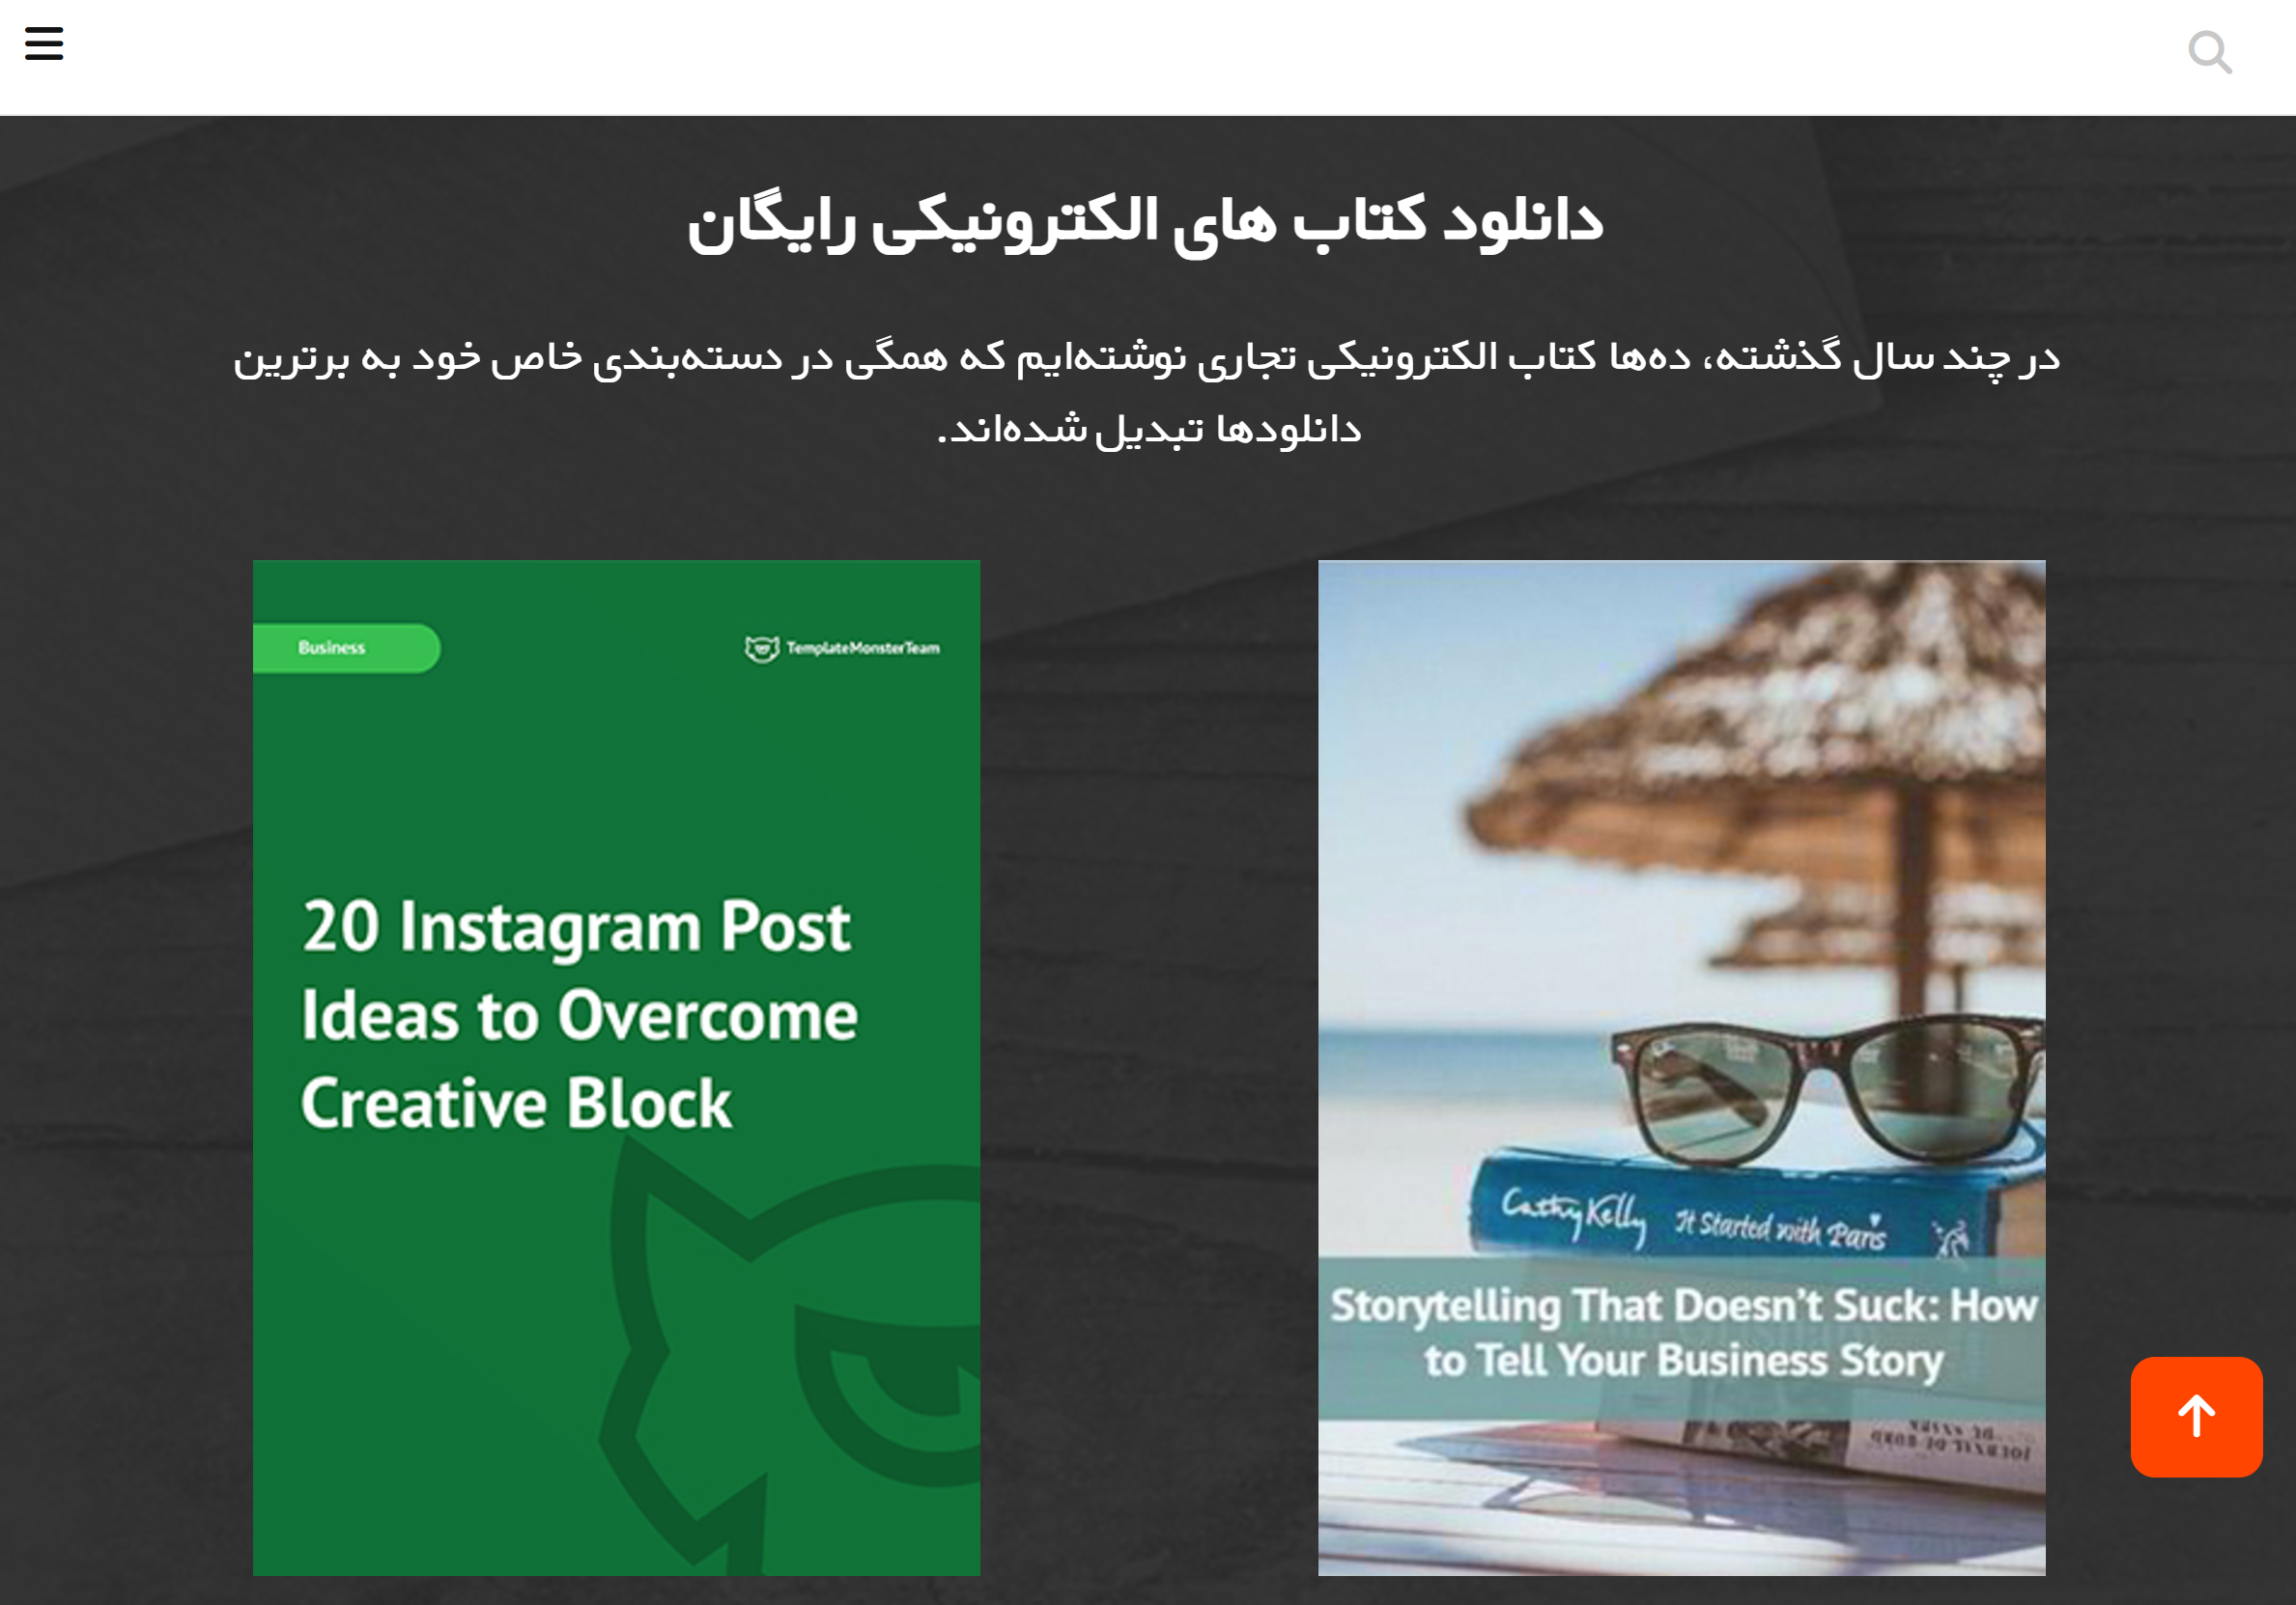 دانلود کتاب های الکترونیکی رایگان
در چند سال گذشته، ده‌ها کتاب الکترونیکی تجاری نوشته‌ایم که همگی در دسته‌بندی خاص خود به برترین
دانلودها تبدیل شده‌اند.
Business
TemplateMonsterTeam
20 Instagram Post
Ideas to Overcome
Creative Block
Cathy Kelly It Started with Paris
Storytelling That Doesn’t Suck: How
to Tell Your Business Story